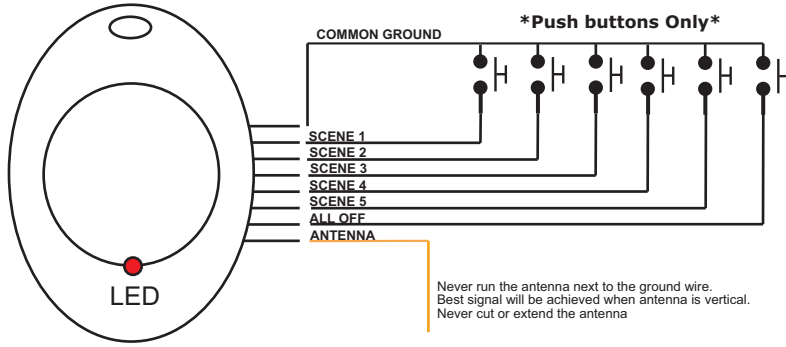 *Push buttons Only*
COMMON GROUND
SCENE 1
SCENE 2
SCENE 3
SCENE 4
SCENE 5
ALL OFF
ANTENNA
LED
Never run the antenna next to the ground wire.
Best signal will be achieved when antenna is vertical.
Never cut or extend the antenna